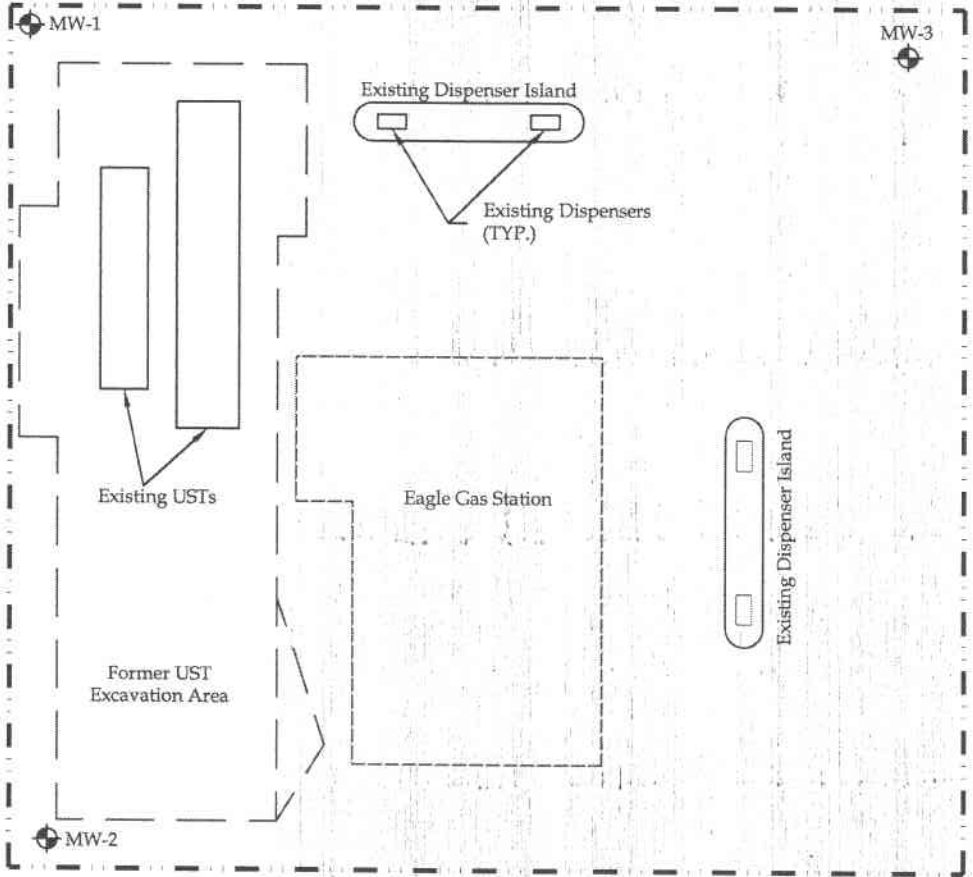 MW-1
MW-3
Existing Dispenser Island
Existing Dispensers
(TYP.)
Existing USTs
Eagle Gas Station
Existing Dispenser Island
Former UST
Excavation Area
MW-2